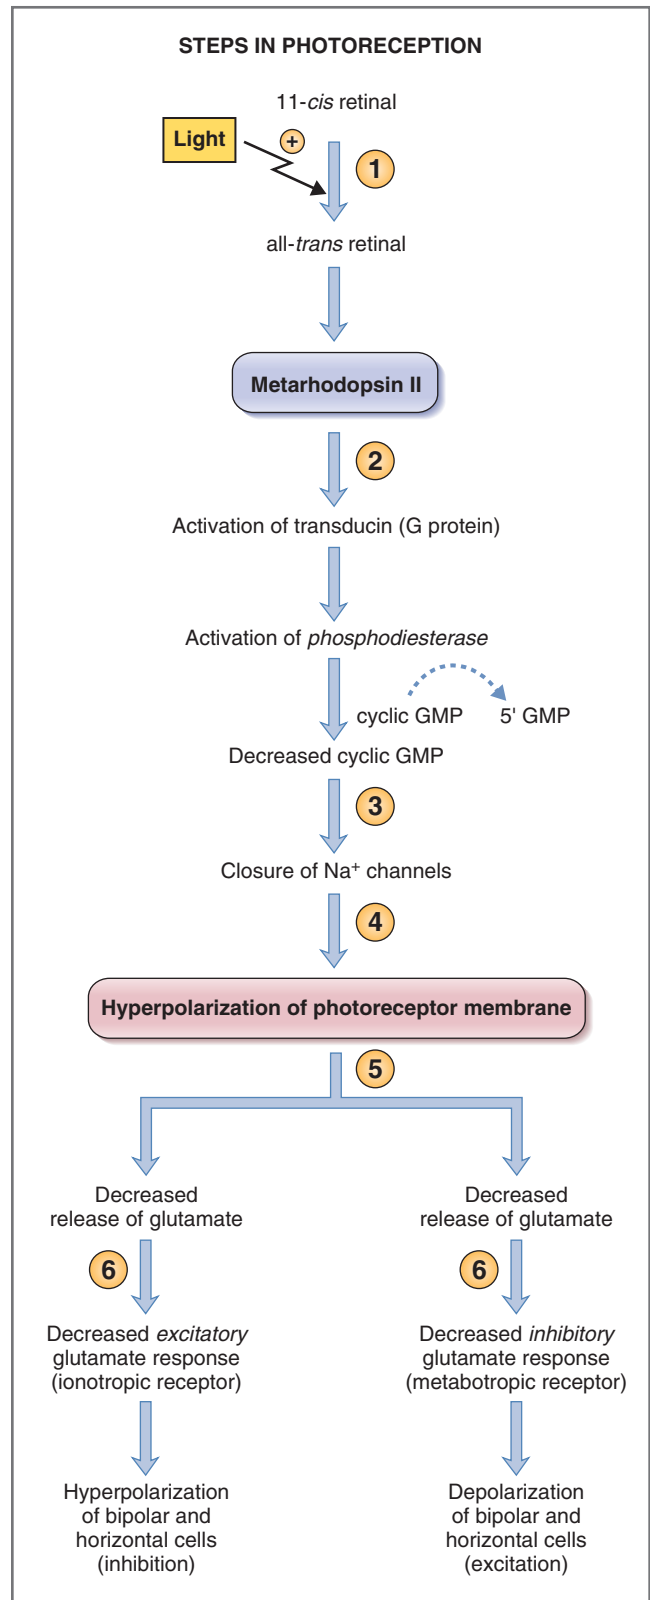 STEPS IN PHOTORECEPTION
11-cis retinal
Light
+
1
all-trans retinal
Metarhodopsin II
2
Activation of transducin (G protein)
Activation of phosphodiesterase
cyclic GMP
5' GMP
Decreased cyclic GMP
3
Closure of Na⁺ channels
4
Hyperpolarization of photoreceptor membrane
5
Decreased
release of glutamate
6
Decreased excitatory
glutamate response
(ionotropic receptor)
Hyperpolarization
of bipolar and
horizontal cells
(inhibition)
Decreased
release of glutamate
6
Decreased inhibitory
glutamate response
(metabotropic receptor)
Depolarization
of bipolar and
horizontal cells
(excitation)